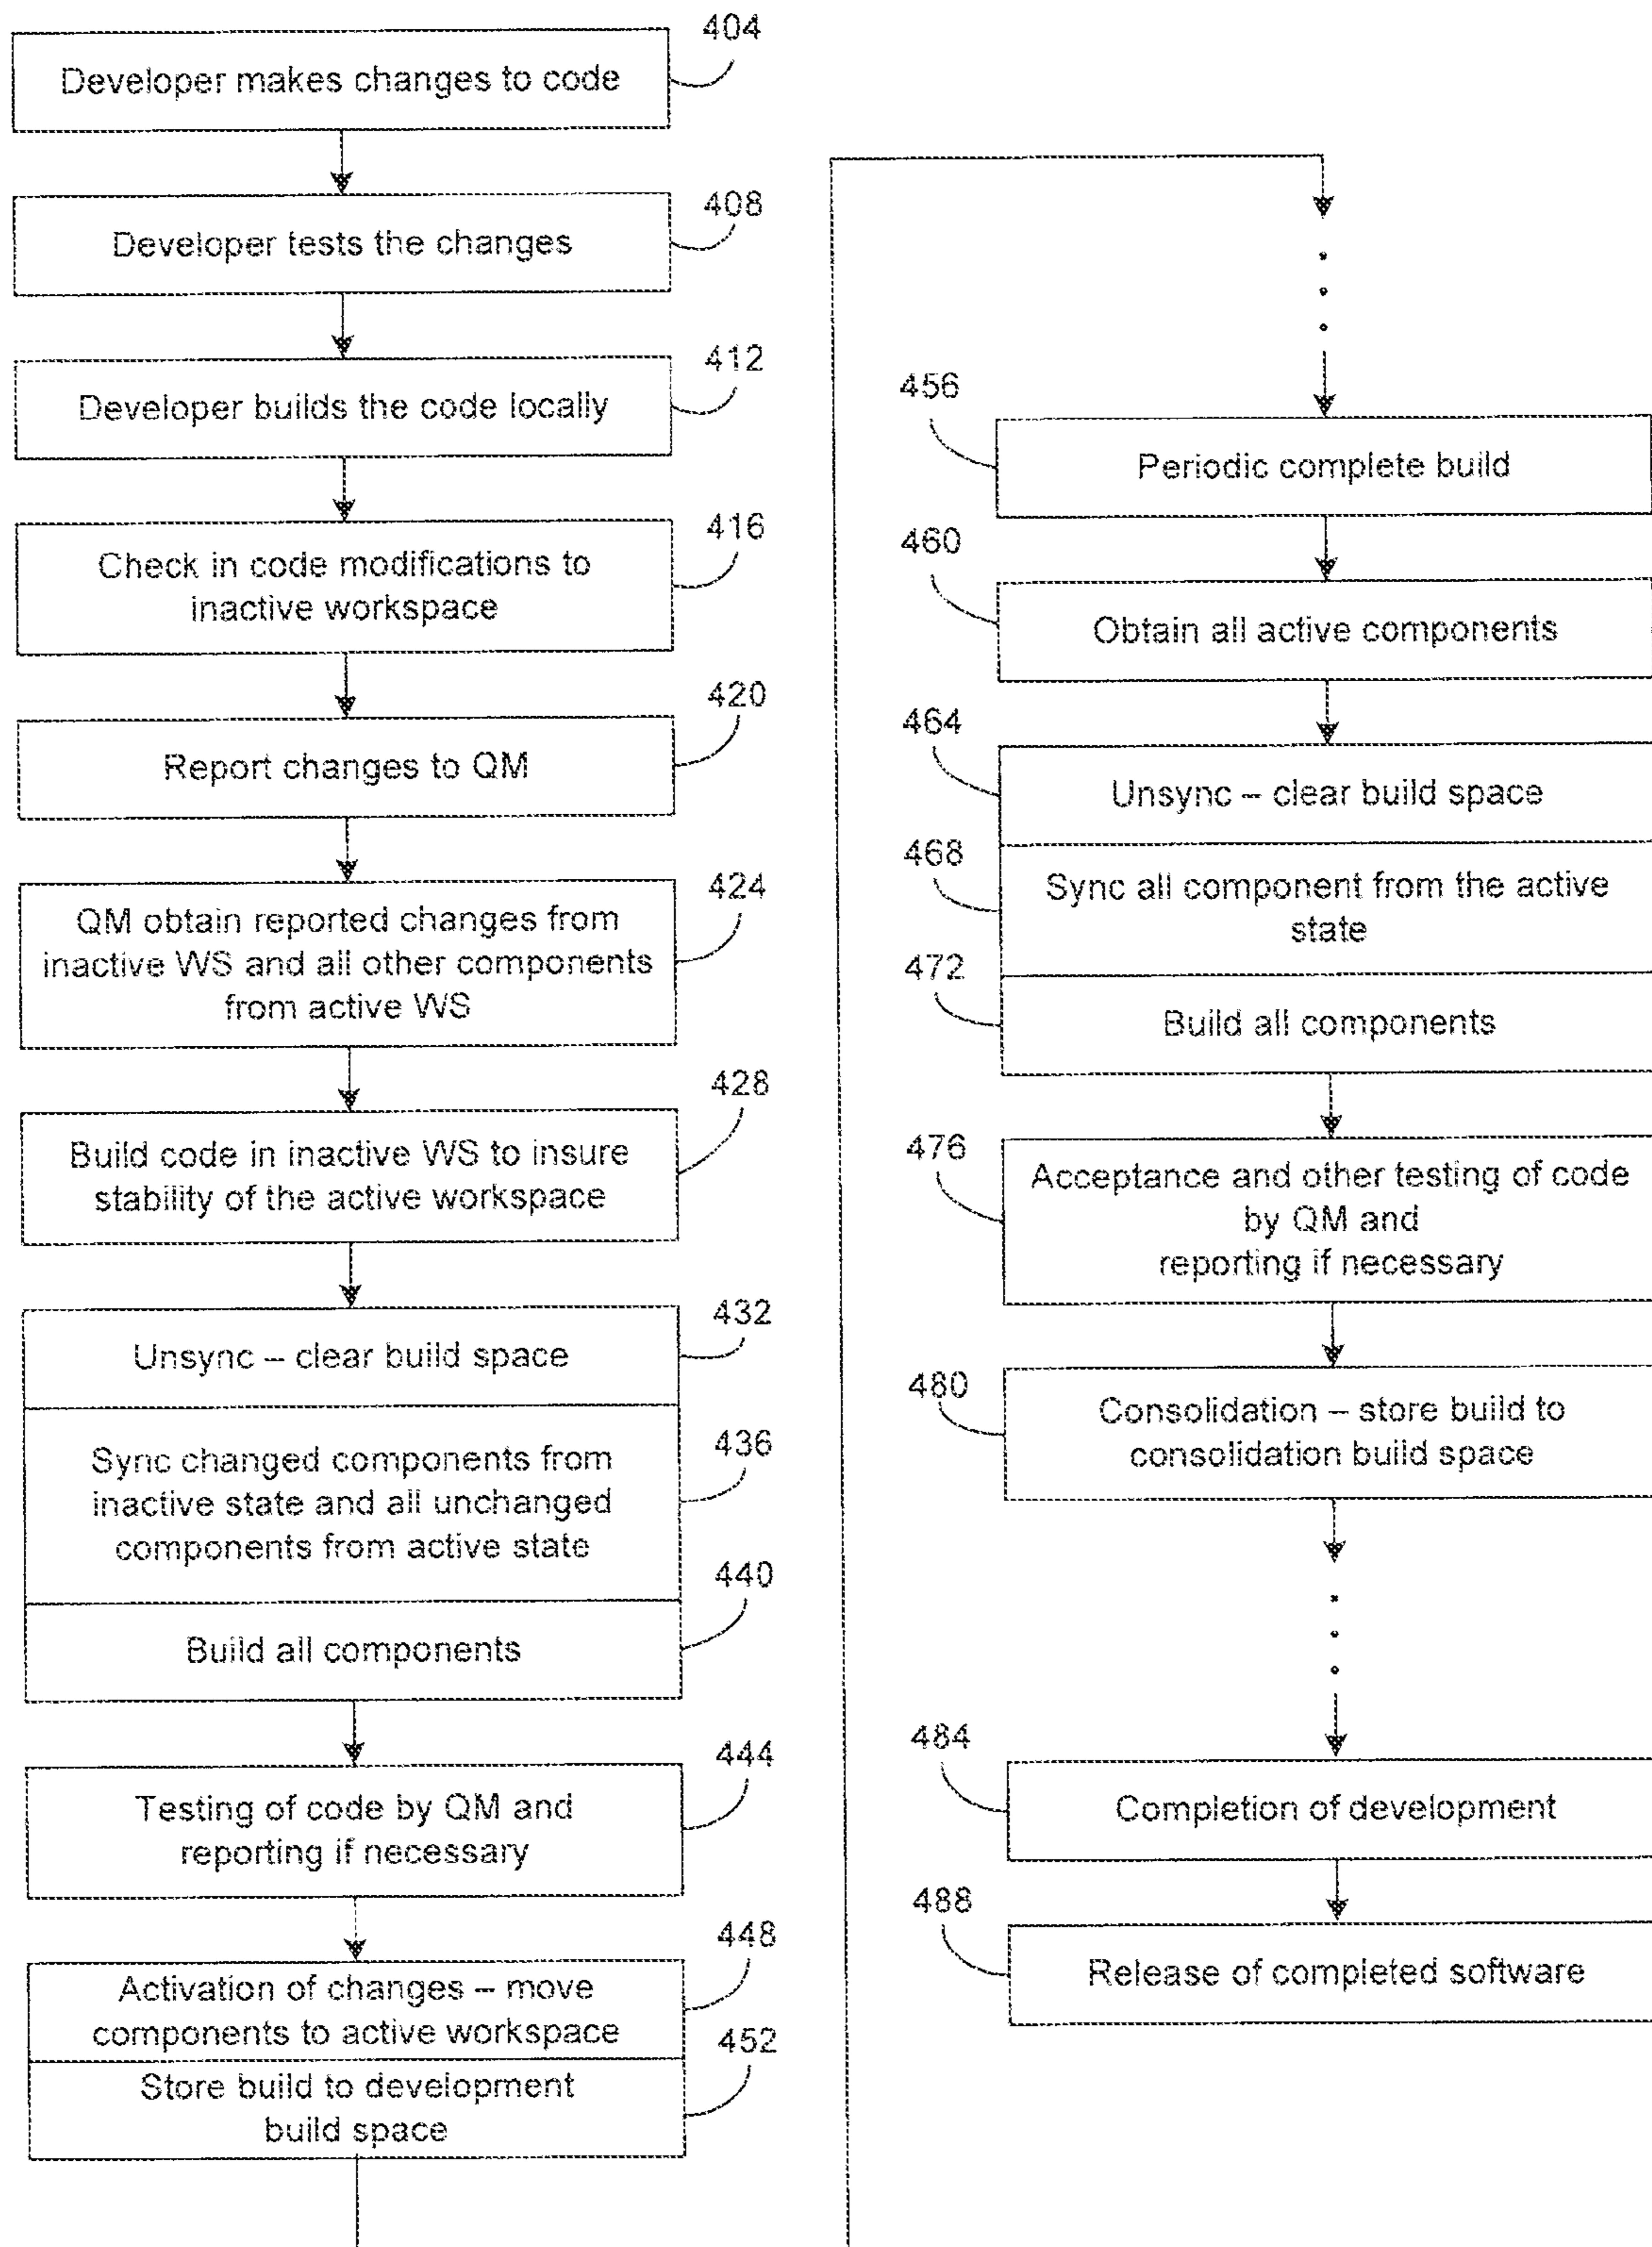 404
Developer makes changes to code
408
Developer tests the changes
412
Developer builds the code locally
416
Check in code modifications to
inactive workspace
420
Report changes to QM
424
QM obtain reported changes from
inactive WS and all other components
from active WS
428
Build code in inactive WS to insure
stability of the active workspace
432
Unsync – clear build space
436
Sync changed components from
inactive state and all unchanged
components from active state
440
Build all components
444
Testing of code by QM and
reporting if necessary
448
Activation of changes – move
components to active workspace
452
Store build to development
build space
456
Periodic complete build
460
Obtain all active components
464
Unsync – clear build space
468
Sync all component from the active
state
472
Build all components
476
Acceptance and other testing of code
by QM and
reporting if necessary
480
Consolidation – store build to
consolidation build space
484
Completion of development
488
Release of completed software